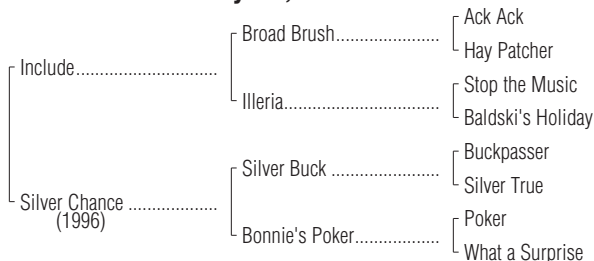 Ack Ack
Broad Brush
Hay Patcher
Include
Stop the Music
Illeria
Baldski's Holiday
Buckpasser
Silver Buck
Silver True
Silver Chance
(1996)
Poker
Bonnie's Poker
What a Surprise